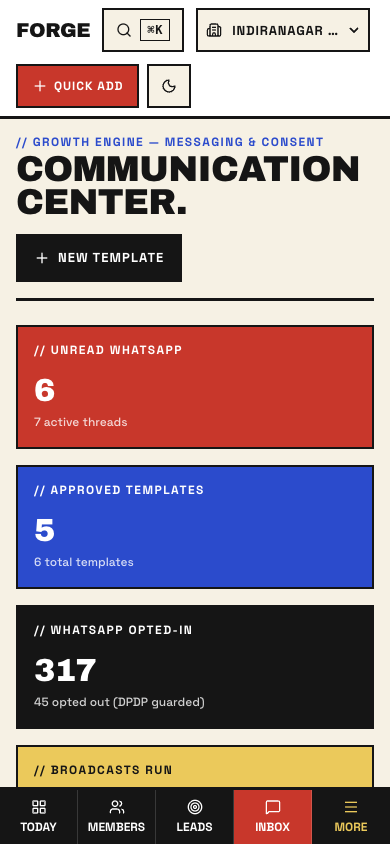 FORGE ⌘K INDIRANAGAR ...
QUICK ADD
// GROWTH ENGINE — MESSAGING & CONSENT
COMMUNICATION
CENTER.
NEW TEMPLATE
// UNREAD WHATSAPP
6
7 active threads
// APPROVED TEMPLATES
5
6 total templates
// WHATSAPP OPTED-IN
317
45 opted out (DPDP guarded)
// BROADCASTS RUN
TODAY MEMBERS LEADS INBOX MORE